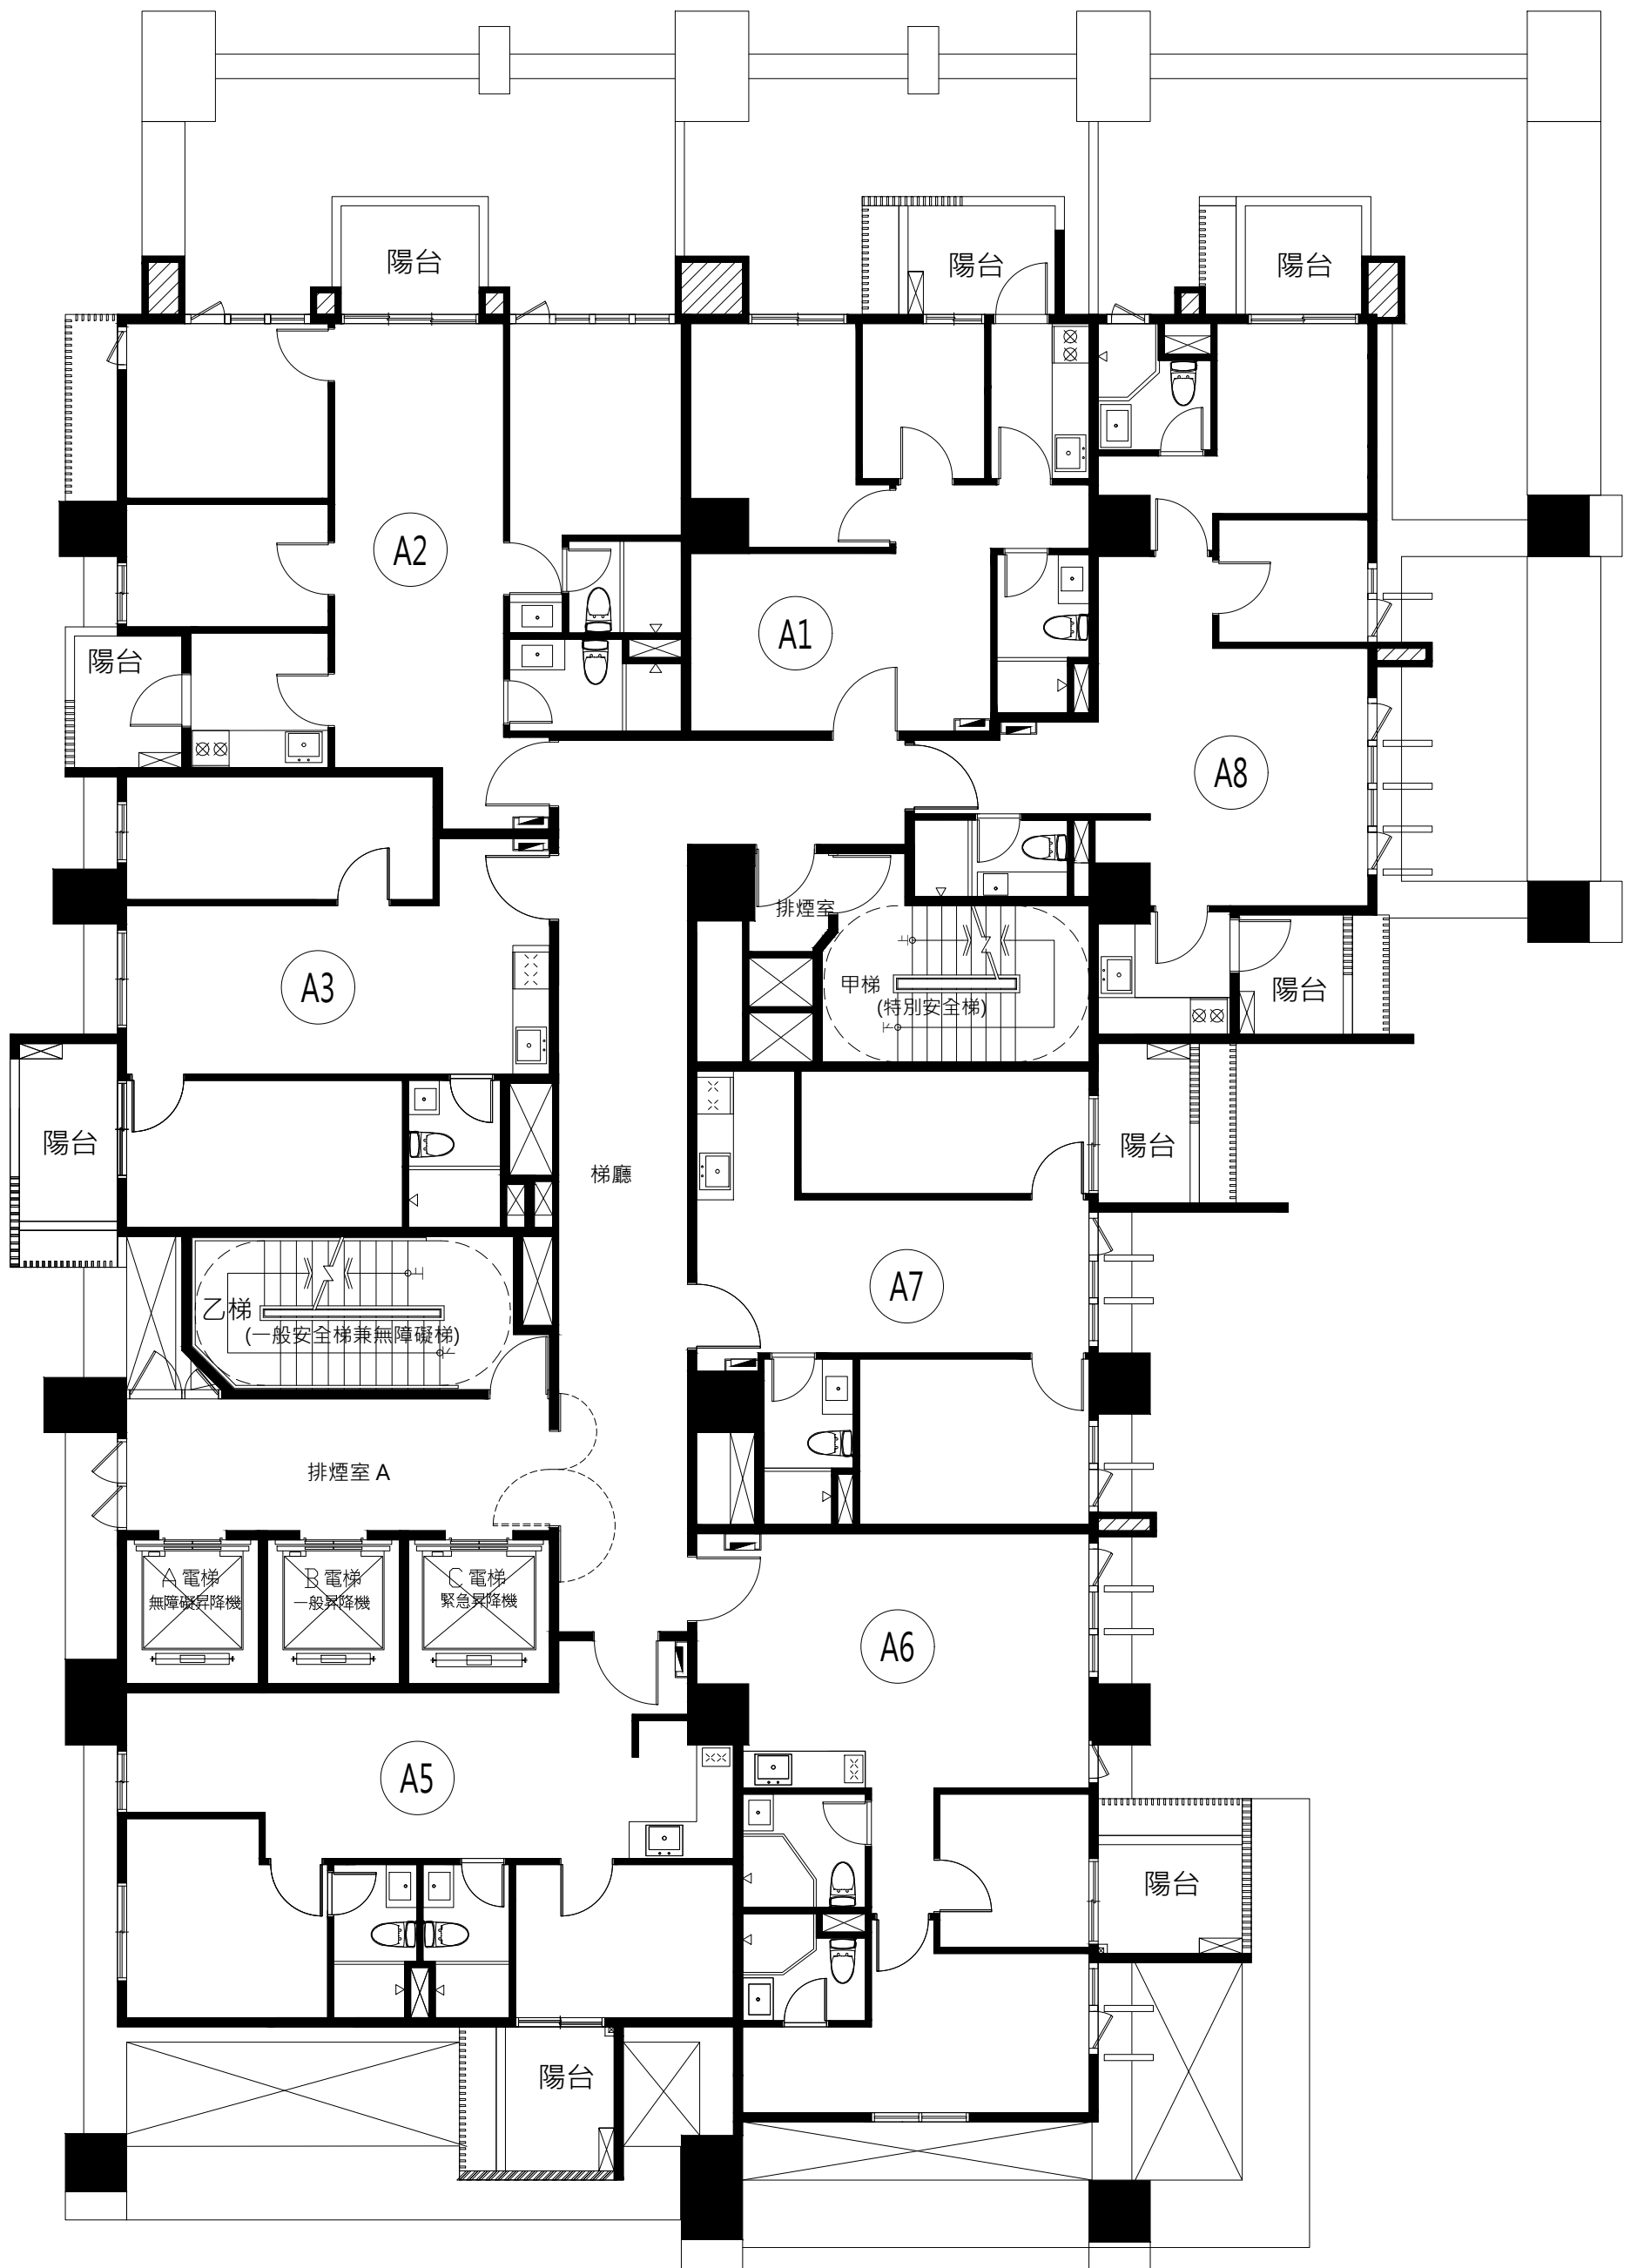 陽台
陽台
陽台
A2
A1
陽台
A8
排煙室
A3
甲梯
(特別安全梯)
陽台
陽台
陽台
梯廳
A7
乙梯
(一般安全梯兼無障礙梯)
排煙室 A
A 電梯
無障礙昇降機
B 電梯
一般昇降機
C 電梯
緊急昇降機
A6
A5
陽台
陽台